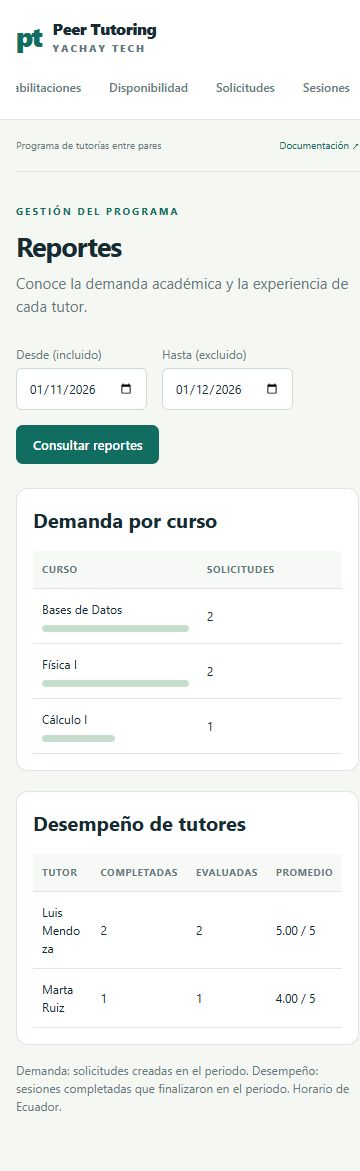 pt Peer Tutoring
YACHAY TECH
abilitaciones Disponibilidad Solicitudes Sesiones
Programa de tutorías entre pares Documentación ↗
GESTIÓN DEL PROGRAMA
Reportes
Conoce la demanda académica y la experiencia de
cada tutor.
Desde (incluido) Hasta (excluido)
01/11/2026 01/12/2026
Consultar reportes
Demanda por curso
CURSO SOLICITUDES
Bases de Datos 2
Física I 2
Cálculo I 1
Desempeño de tutores
TUTOR COMPLETADAS EVALUADAS PROMEDIO
Luis
Mendo 2 2 5.00 / 5
za
Marta 1 1 4.00 / 5
Ruiz
Demanda: solicitudes creadas en el periodo. Desempeño:
sesiones completadas que finalizaron en el periodo. Horario de
Ecuador.